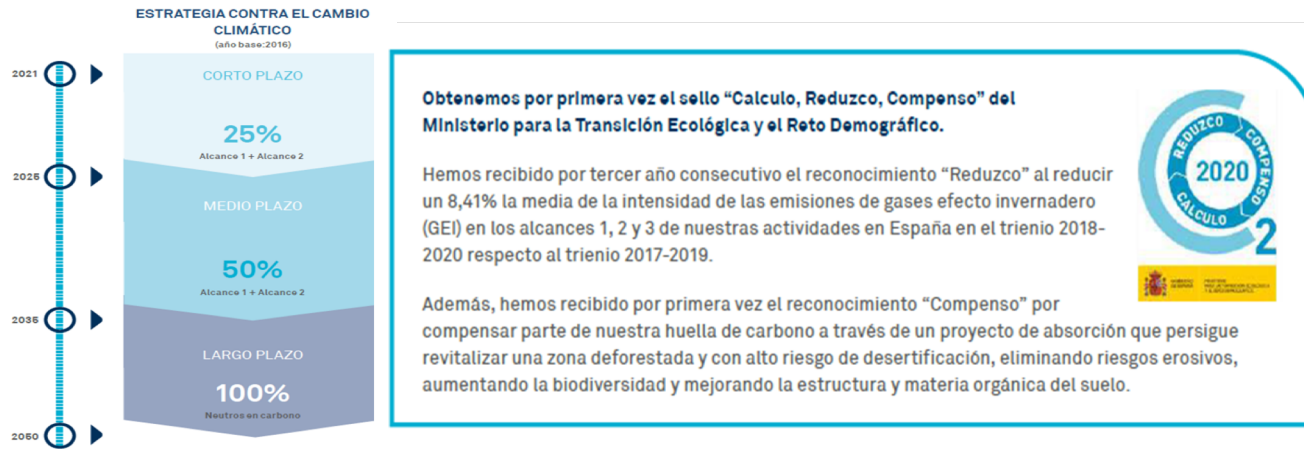 ESTRATEGIA CONTRA EL CAMBIO
CLIMÁTICO
(año base:2016)
2021
CORTO PLAZO
25%
Alcance 1 + Alcance 2
2025
MEDIO PLAZO
50%
Alcance 1 + Alcance 2
2035
LARGO PLAZO
100%
Neutros en carbono
2050
Obtenemos por primera vez el sello “Calculo, Reduzco, Compenso” del
Ministerio para la Transición Ecológica y el Reto Demográfico.
Hemos recibido por tercer año consecutivo el reconocimiento “Reduzco” al reducir
un 8,41% la media de la intensidad de las emisiones de gases efecto invernadero
(GEI) en los alcances 1, 2 y 3 de nuestras actividades en España en el trienio 2018-
2020 respecto al trienio 2017-2019.
Además, hemos recibido por primera vez el reconocimiento “Compenso” por
compensar parte de nuestra huella de carbono a través de un proyecto de absorción que persigue
revitalizar una zona deforestada y con alto riesgo de desertificación, eliminando riesgos erosivos,
aumentando la biodiversidad y mejorando la estructura y materia orgánica del suelo.
CALCULO
REDUZCO
COMPENSO
2020
2